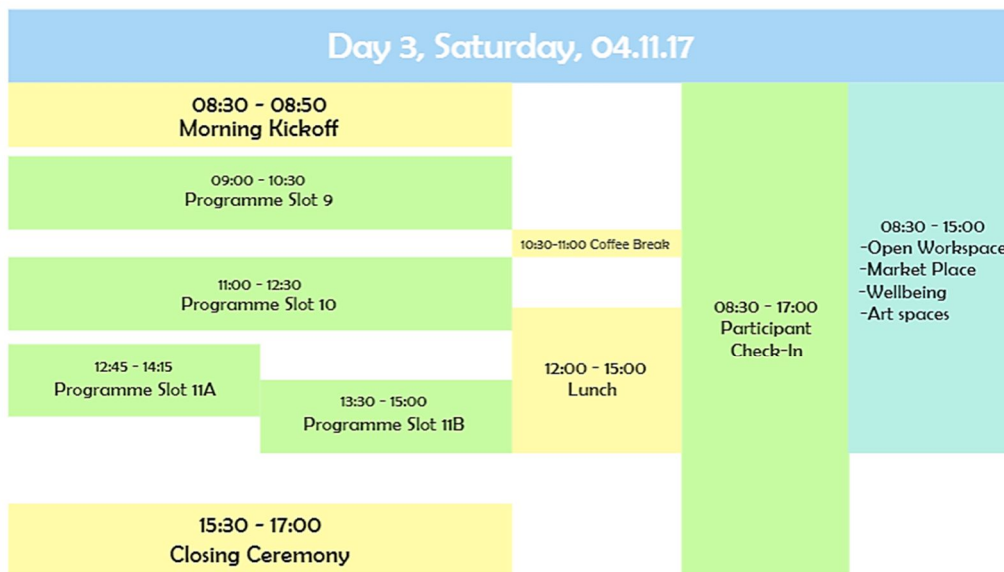 Day 3, Saturday, 04.11.17
08:30 - 08:50
Morning Kickoff
09:00 - 10:30
Programme Slot 9
10:30-11:00 Coffee Break
11:00 - 12:30
Programme Slot 10
12:45 - 14:15
Programme Slot 11A
13:30 - 15:00
Programme Slot 11B
12:00 - 15:00
Lunch
08:30 - 17:00
Participant
Check-In
08:30 - 15:00
-Open Workspace
-Market Place
-Wellbeing
-Art spaces
15:30 - 17:00
Closing Ceremony